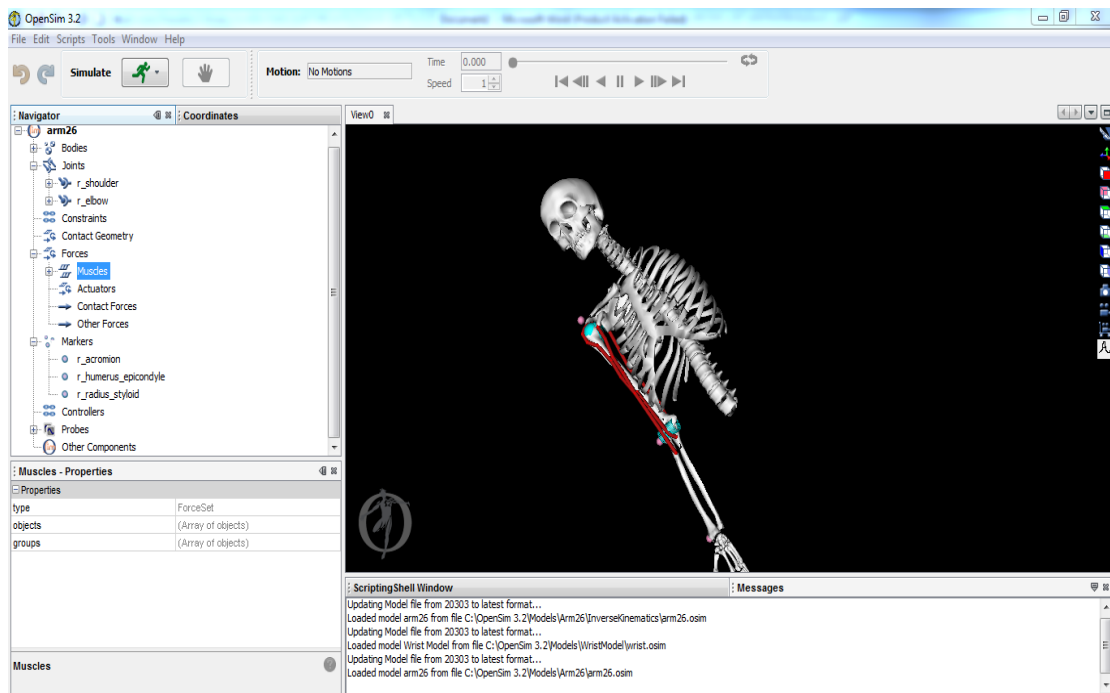 OpenSim 3.2
File Edit Scripts Tools Window Help
Simulate
Motion: No Motions
Time 0.000
Speed 1
Navigator
Coordinates
View0
arm26
Bodies
Joints
r_shoulder
r_elbow
Constraints
Contact Geometry
Forces
Muscles
Actuators
Contact Forces
Other Forces
Markers
r_acromion
r_humerus_epicondyle
r_radius_styloid
Controllers
Probes
Other Components
Muscles - Properties
Properties
type ForceSet
objects (Array of objects)
groups (Array of objects)
Muscles
ScriptingShell Window
Messages
Updating Model file from 20303 to latest format...
Loaded model arm26 from file C:\OpenSim 3.2\Models\Arm26\InverseKinematics\arm26.osim
Updating Model file from 20303 to latest format...
Loaded model Wrist Model from file C:\OpenSim 3.2\Models\WristModel\wrist.osim
Updating Model file from 20303 to latest format...
Loaded model arm26 from file C:\OpenSim 3.2\Models\Arm26\arm26.osim